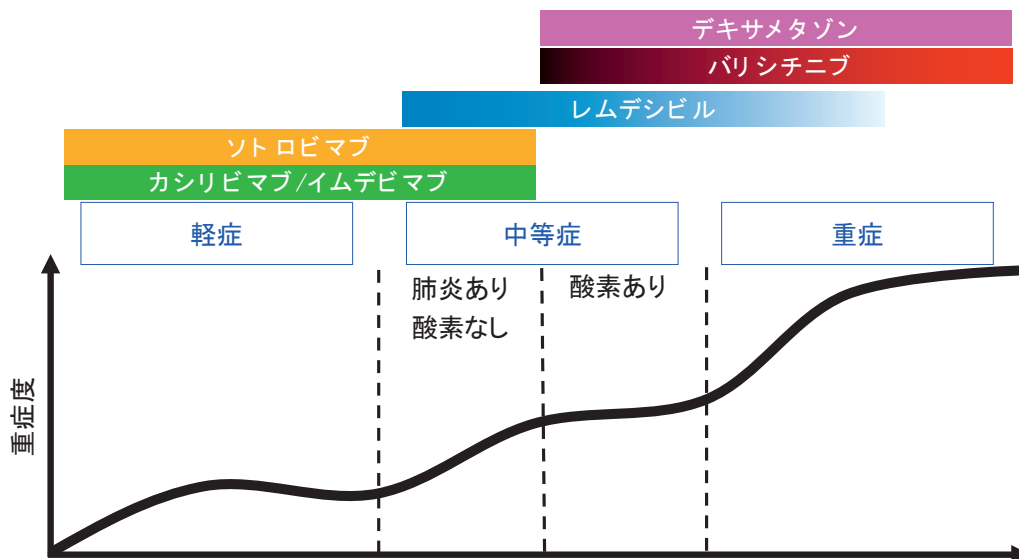 デキサメタゾン
バリシチニブ
レムデシビル
ソトロビマブ
カシリビマブ/イムデビマブ
軽症
中等症
重症
肺炎あり
酸素なし
酸素あり
重症度